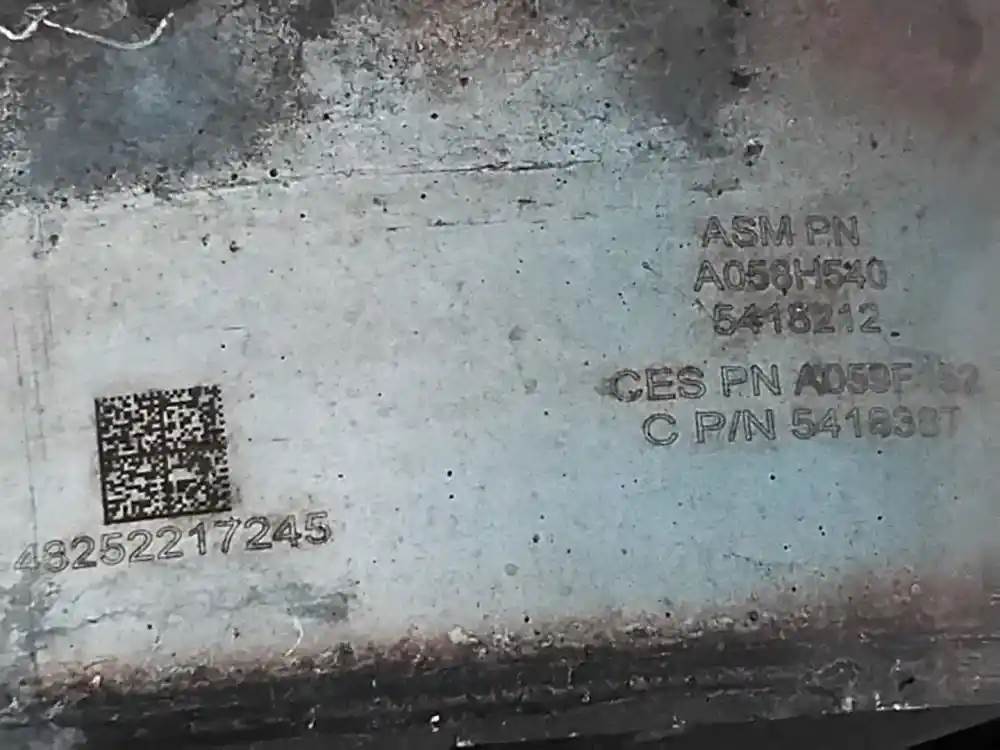 ASM PN
A058H540
5418212
CES PN
C P/N
48252217245